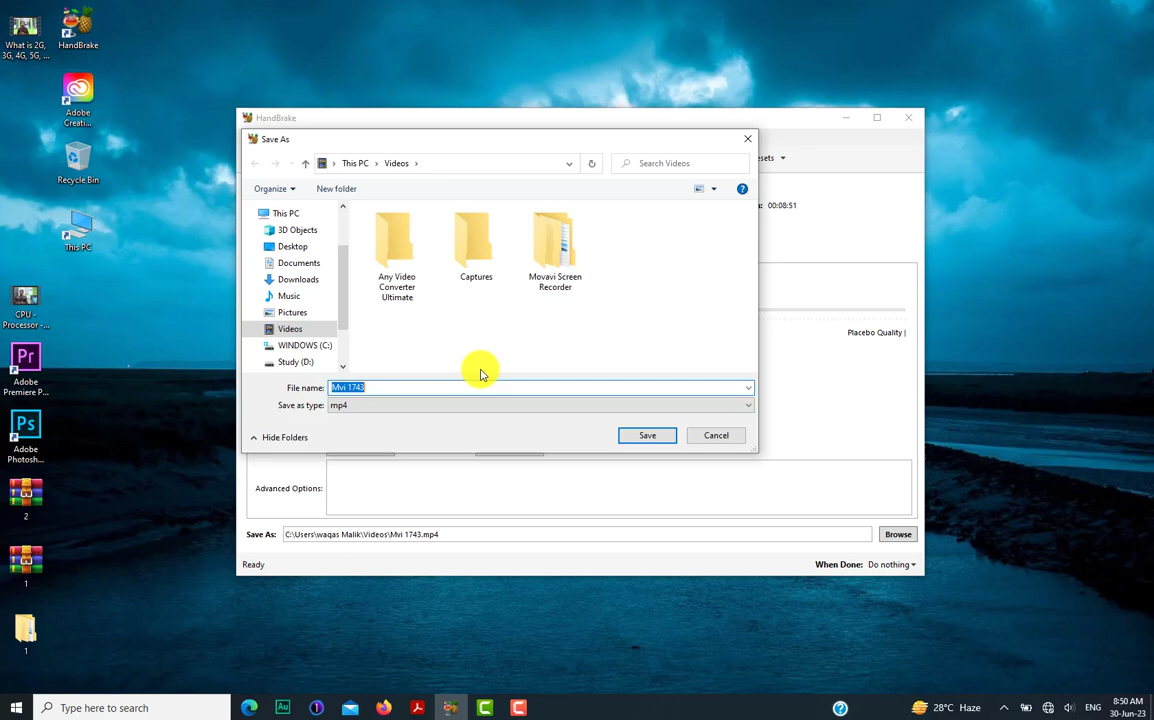 What is 2G,
3G, 4G, 5G, ...
HandBrake
Adobe
Creati...
Recycle Bin
This PC
CPU -
Processor -...
Adobe
Premiere P...
Adobe
Photosh...
2
1
1
HandBrake
Save As
This PC
Videos
Search Videos
Organize
New folder
This PC
3D Objects
Desktop
Documents
Downloads
Music
Pictures
Videos
WINDOWS (C:)
Study (D:)
Any Video
Converter
Ultimate
Captures
Movavi Screen
Recorder
File name:
Mvi 1743
Save as type:
mp4
Hide Folders
Save
Cancel
esets
00:08:51
Placebo Quality |
Advanced Options:
Save As:
C:\Users\waqas Malik\Videos\Mvi 1743.mp4
Browse
Ready
When Done: Do nothing
Type here to search
28°C Haze
ENG
8:50 AM
30-Jun-23